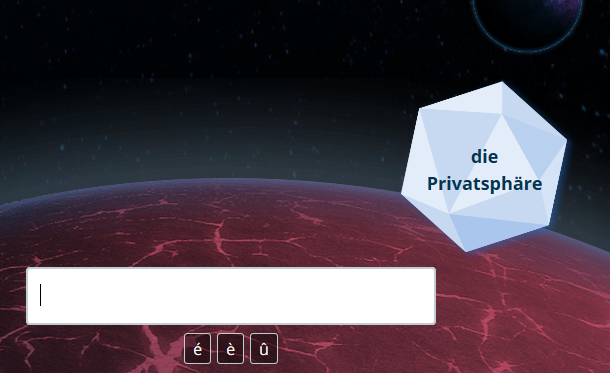 die
Privatsphäre
é è û